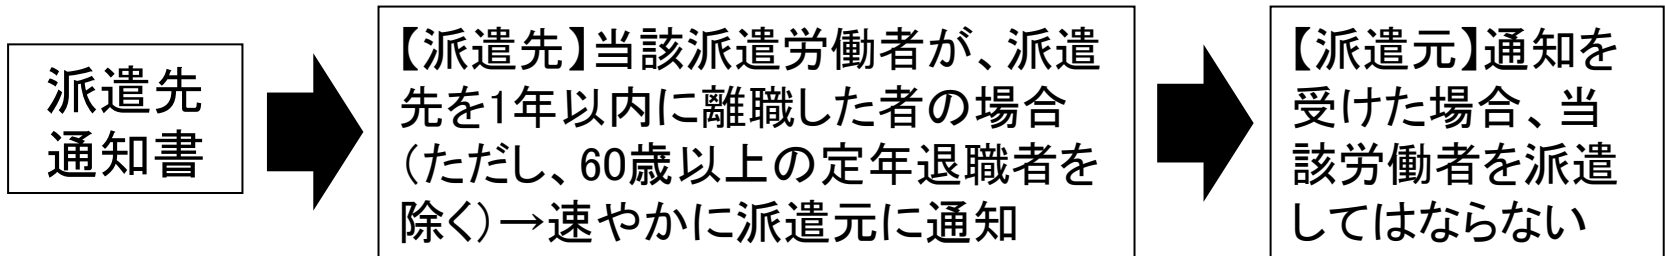 派遣先
通知書
【派遣先】当該派遣労働者が、派遣
先を1年以内に離職した者の場合
(ただし、60歳以上の定年退職者を
除く)→速やかに派遣元に通知
【派遣元】通知を
受けた場合、当
該労働者を派遣
してはならない